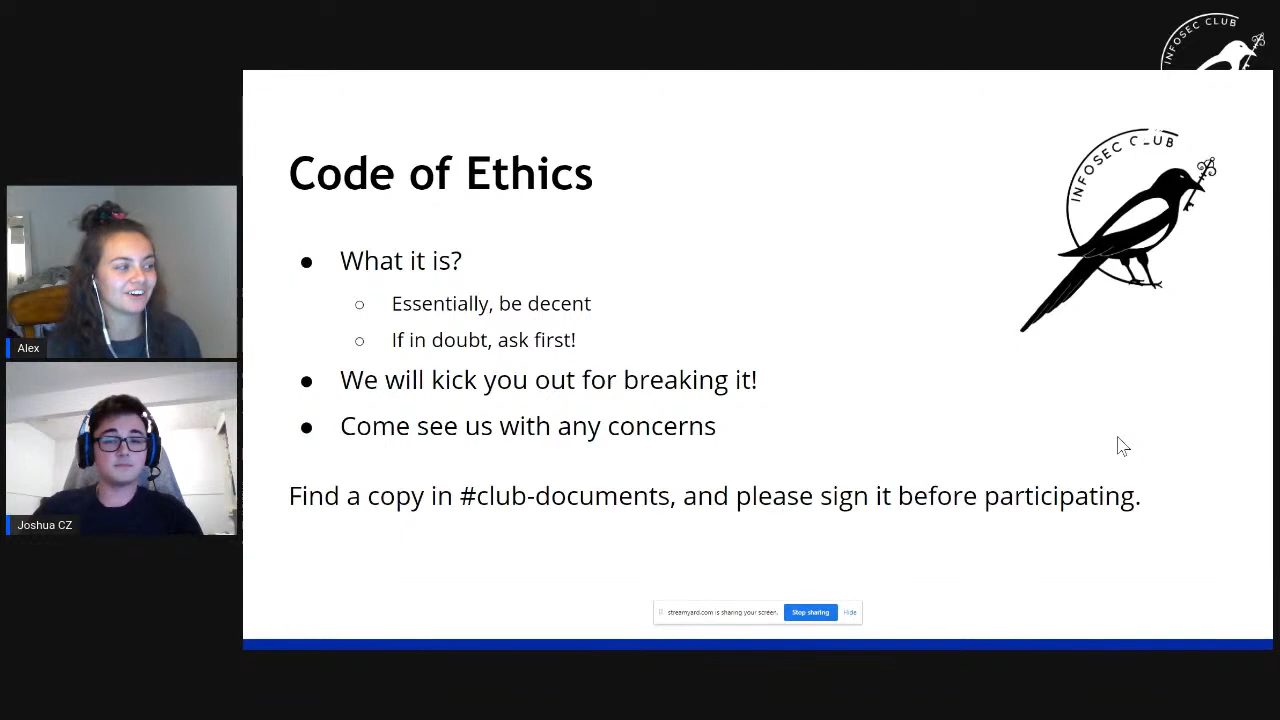 INFOSEC CLUB
INFOSEC CLUB
Code of Ethics
What it is?
Essentially, be decent
If in doubt, ask first!
We will kick you out for breaking it!
Come see us with any concerns
Find a copy in #club-documents, and please sign it before participating.
Alex
Joshua CZ
streamyard.com is sharing your screen. Stop sharing Hide